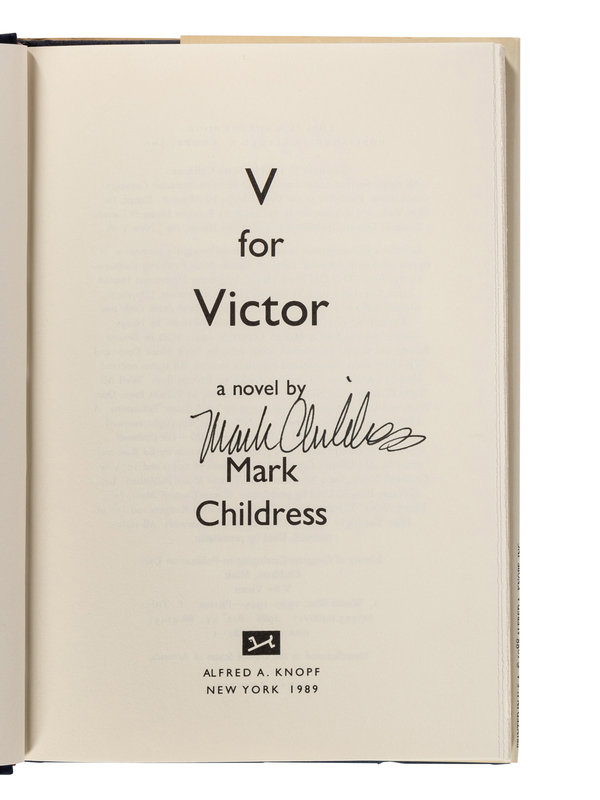 V
for
Victor
a novel by
Mark Childress
Mark
Childress
ALFRED A. KNOPF
NEW YORK 1989